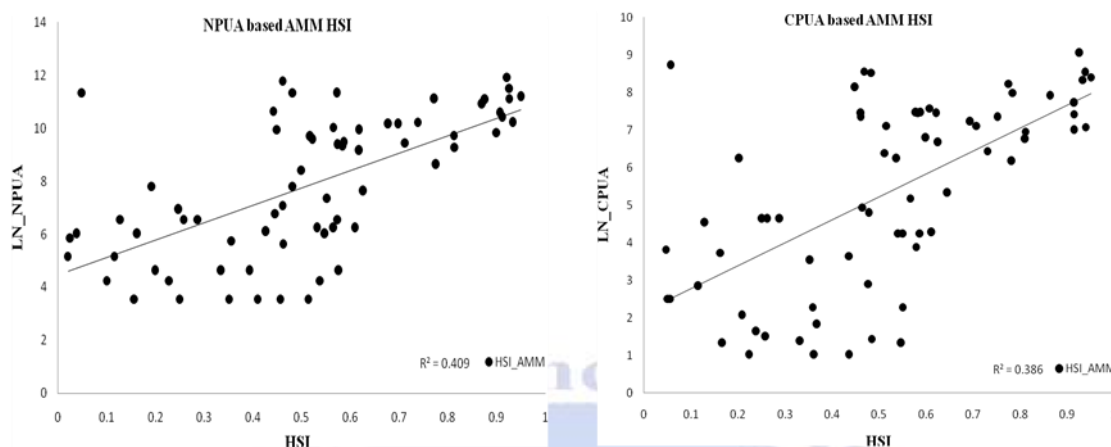 NPUA based AMM HSI
14
12
10
8
6
4
2
0
LN_NPUA
0 0.1 0.2 0.3 0.4 0.5 0.6 0.7 0.8 0.9 1
HSI
R² = 0.409 HSI_AMM
CPUA based AMM HSI
10
9
8
7
6
5
4
3
2
1
0
LN_CPUA
0 0.1 0.2 0.3 0.4 0.5 0.6 0.7 0.8 0.9
HSI
R² = 0.386 HSI_AMM